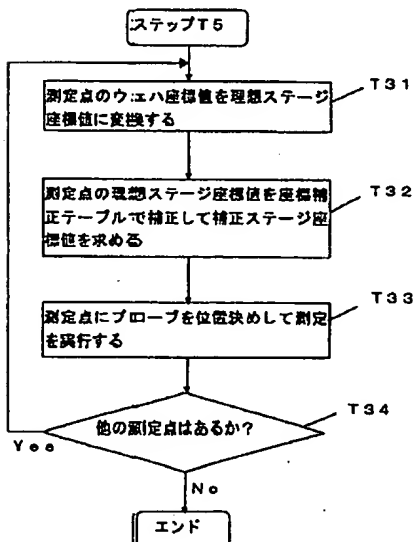 ステップT5
T31
測定点のウェハ座標値を理想ステージ
座標値に変換する
T32
測定点の理想ステージ座標値を座標補
正テーブルで補正して補正ステージ座
標値を求める
T33
測定点にプローブを位置決めして測定
を実行する
T34
他の測定点はあるか?
Yes
No
エンド